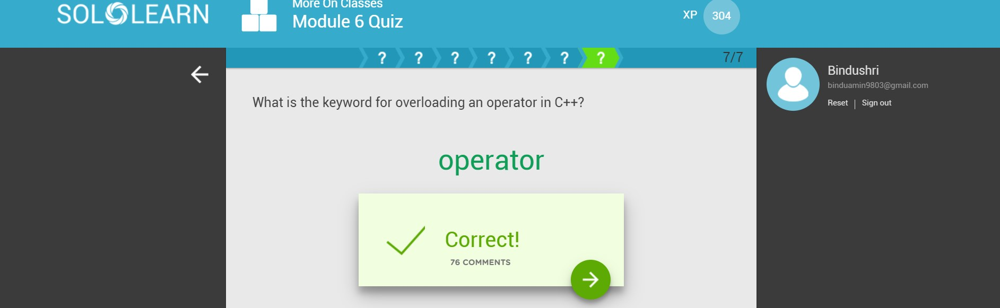 SOLOLEARN
More On Classes
Module 6 Quiz
XP 304
? ? ? ? ? ? ? 7/7
What is the keyword for overloading an operator in C++?
operator
Correct!
76 COMMENTS
Bindushri
binduamin9803@gmail.com
Reset | Sign out